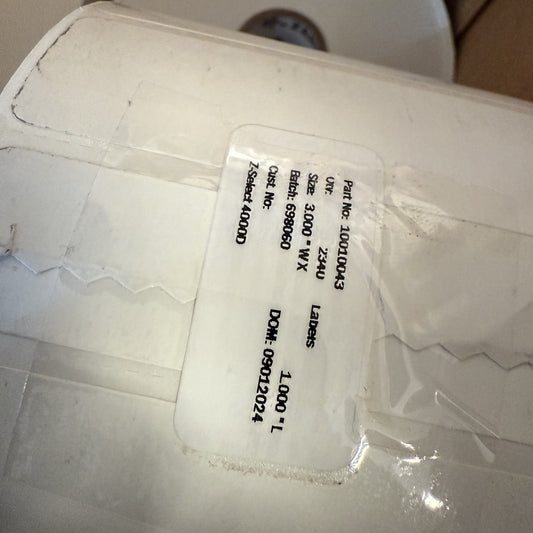 Part No: 10010043
Qty: 2340 Labels
Size: 3.000 " W X 1.000 " L
Batch: 698060 DOM: 09012024
Cust. No:
Z-Select 4000D